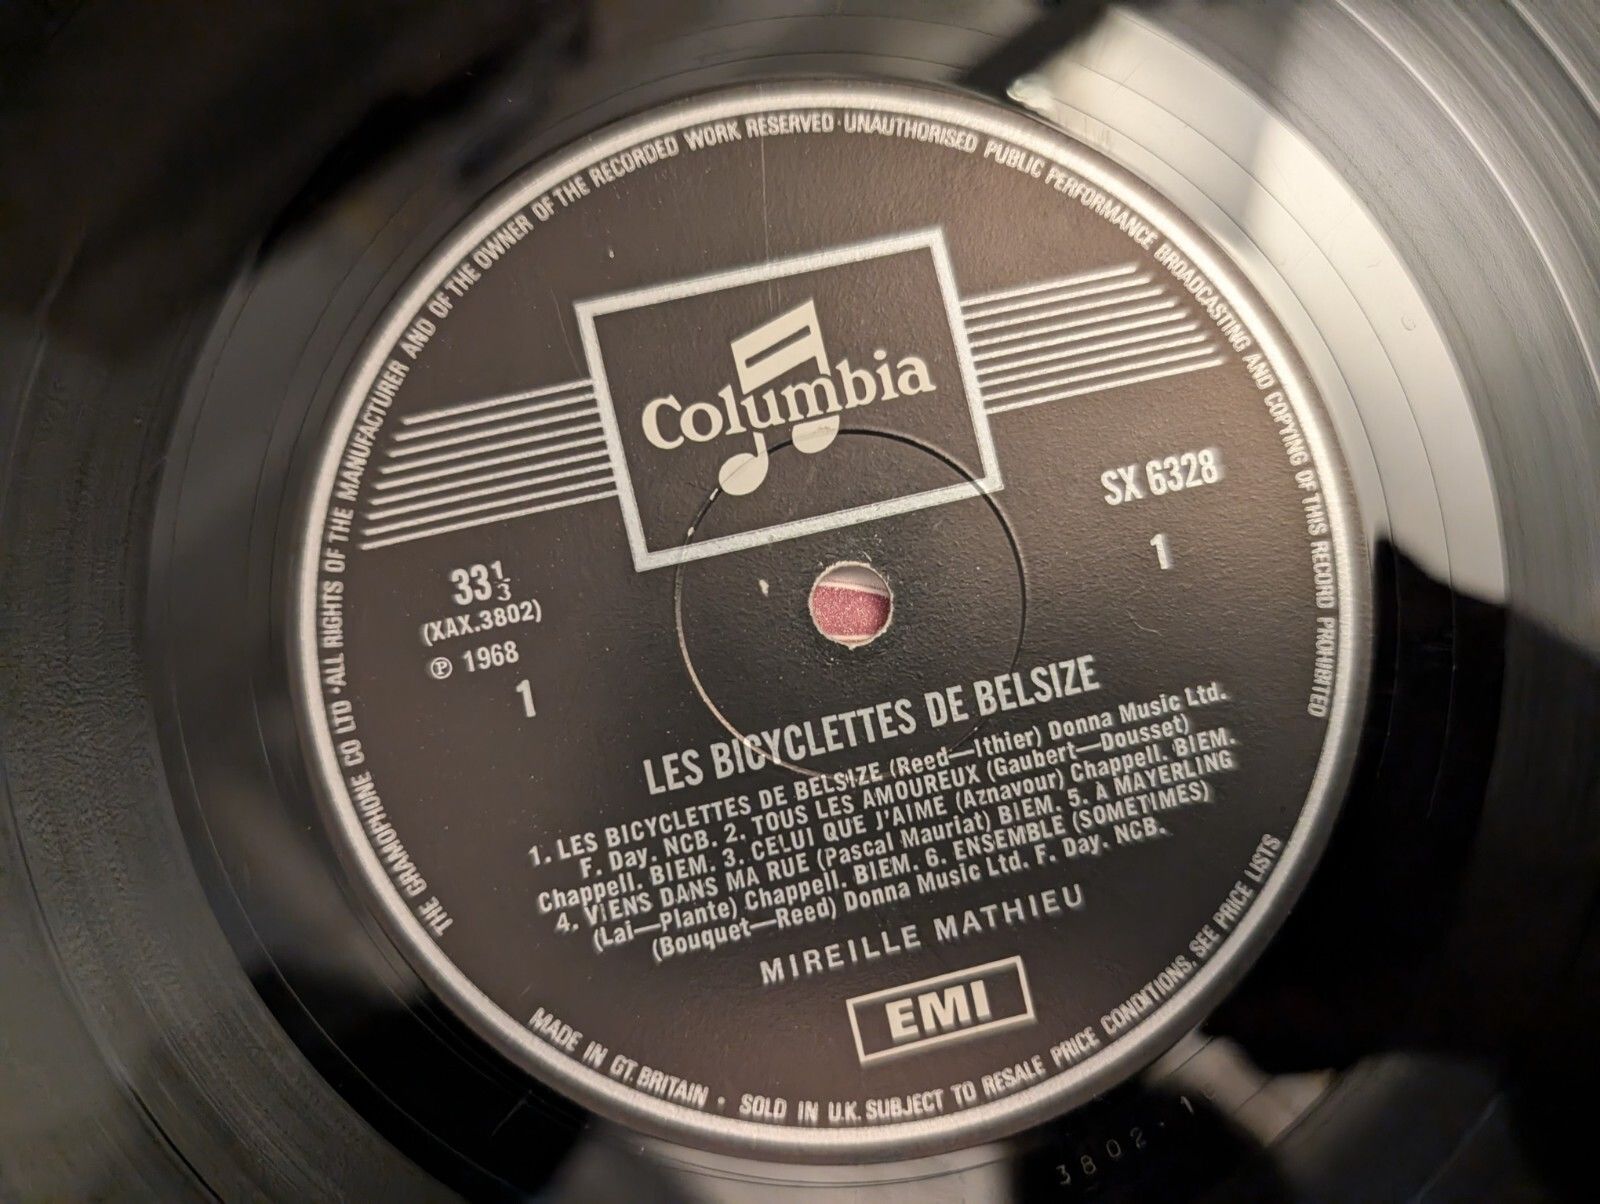 THE GRAMOPHONE CO LTD · ALL RIGHTS OF THE MANUFACTURER AND OF THE OWNER OF THE RECORDED WORK RESERVED · UNAUTHORISED PUBLIC PERFORMANCE BROADCASTING AND COPYING OF THIS RECORD PROHIBITED
Columbia
SX 6328
1
33 1/3
(XAX.3802)
℗ 1968
1
LES BICYCLETTES DE BELSIZE
1. LES BICYCLETTES DE BELSIZE (Reed—Ithier) Donna Music Ltd.
F. Day. NCB. 2. TOUS LES AMOUREUX (Gaubert—Dousset)
Chappell. BIEM. 3. CELUI QUE J'AIME (Aznavour) Chappell. BIEM.
4. VIENS DANS MA RUE (Pascal Mauriat) BIEM. 5. A MAYERLING
(Lai—Plante) Chappell. BIEM. 6. ENSEMBLE (SOMETIMES)
(Bouquet—Reed) Donna Music Ltd. F. Day. NCB.
MIREILLE MATHIEU
EMI
MADE IN GT. BRITAIN · SOLD IN U.K. SUBJECT TO RESALE PRICE CONDITIONS, SEE PRICE LISTS
3802